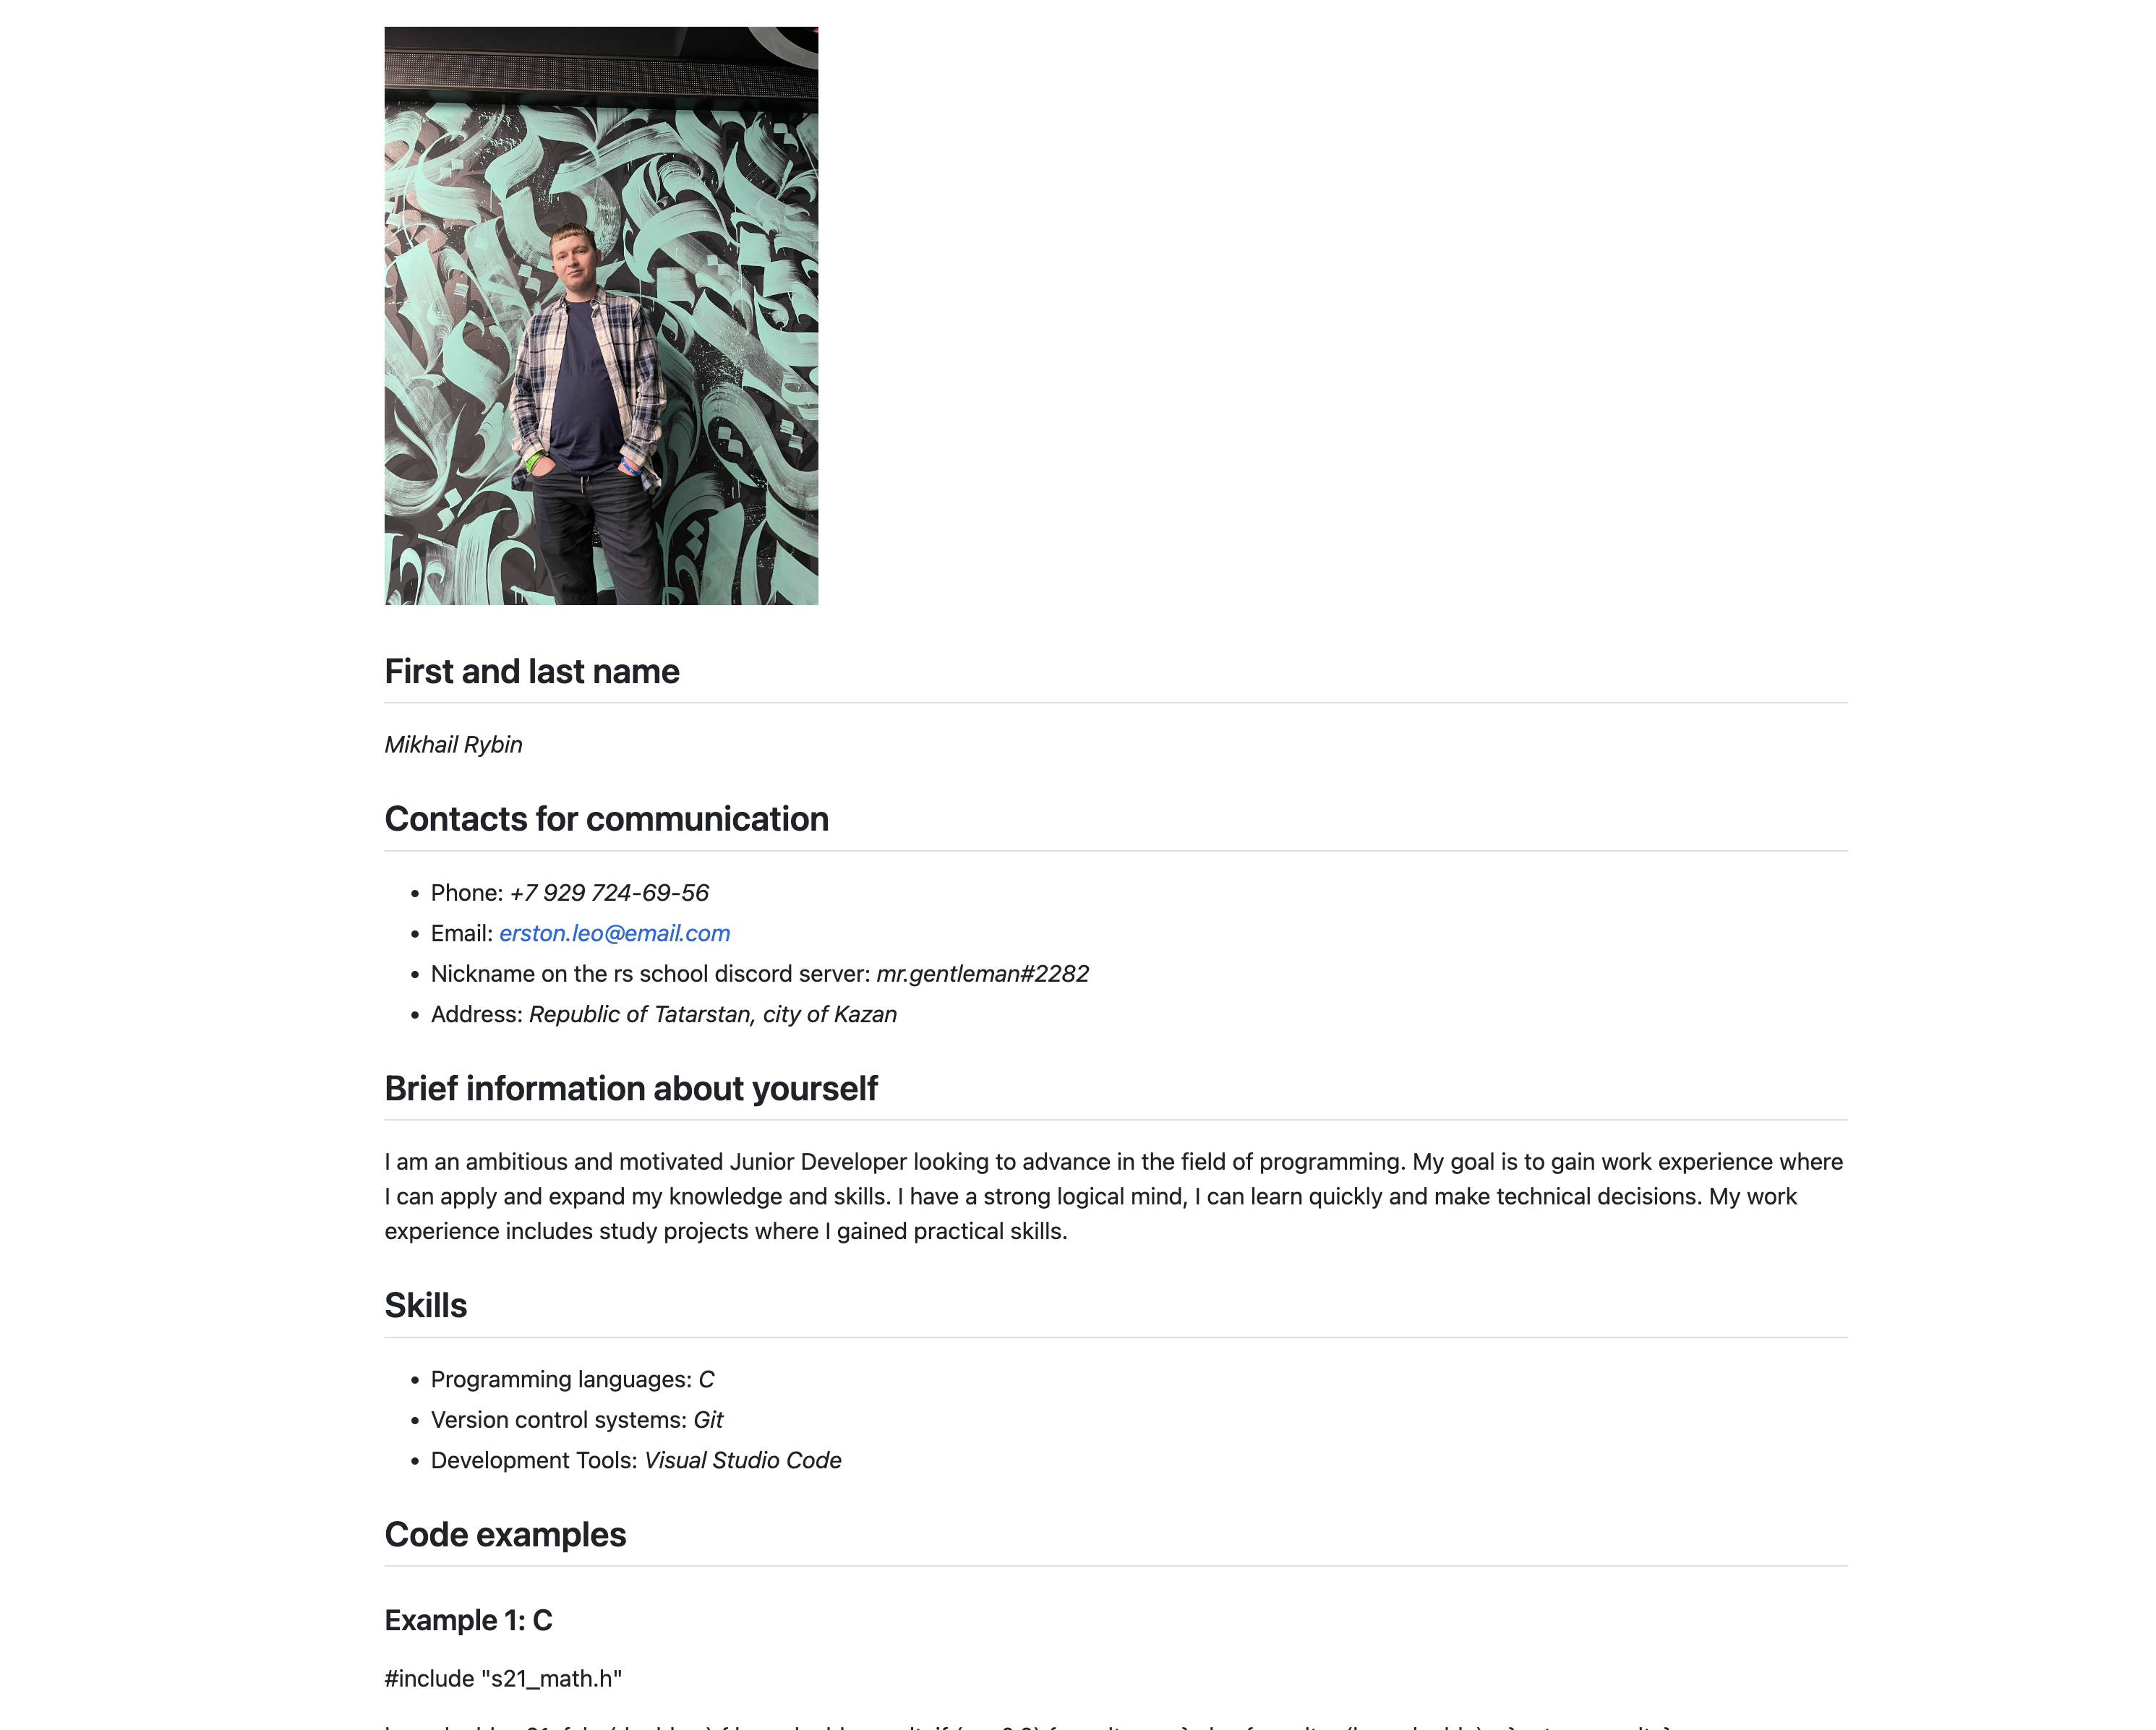 First and last name
Mikhail Rybin
Contacts for communication
Phone: +7 929 724-69-56
Email: erston.leo@email.com
Nickname on the rs school discord server: mr.gentleman#2282
Address: Republic of Tatarstan, city of Kazan
Brief information about yourself
I am an ambitious and motivated Junior Developer looking to advance in the field of programming. My goal is to gain work experience where
I can apply and expand my knowledge and skills. I have a strong logical mind, I can learn quickly and make technical decisions. My work
experience includes study projects where I gained practical skills.
Skills
Programming languages: C
Version control systems: Git
Development Tools: Visual Studio Code
Code examples
Example 1: C
#include "s21_math.h"